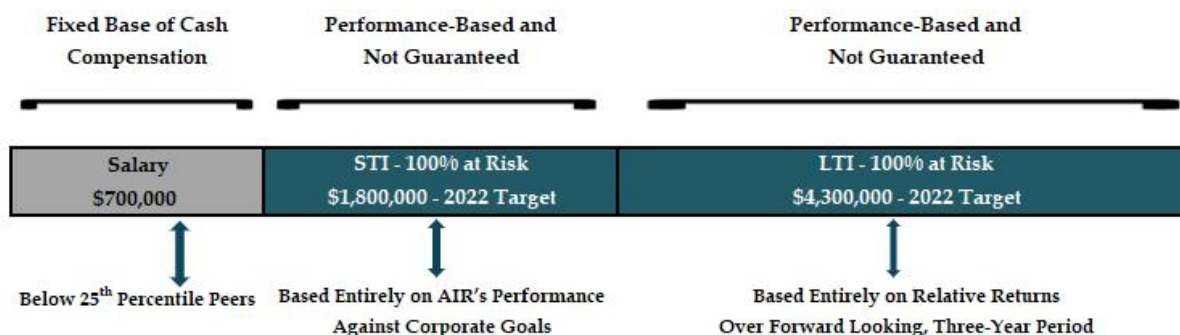 Fixed Base of Cash
Compensation
Performance-Based and
Not Guaranteed
Performance-Based and
Not Guaranteed
Salary
$700,000
STI - 100% at Risk
$1,800,000 - 2022 Target
LTI - 100% at Risk
$4,300,000 - 2022 Target
Below 25th Percentile Peers
Based Entirely on AIR's Performance
Against Corporate Goals
Based Entirely on Relative Returns
Over Forward Looking, Three-Year Period